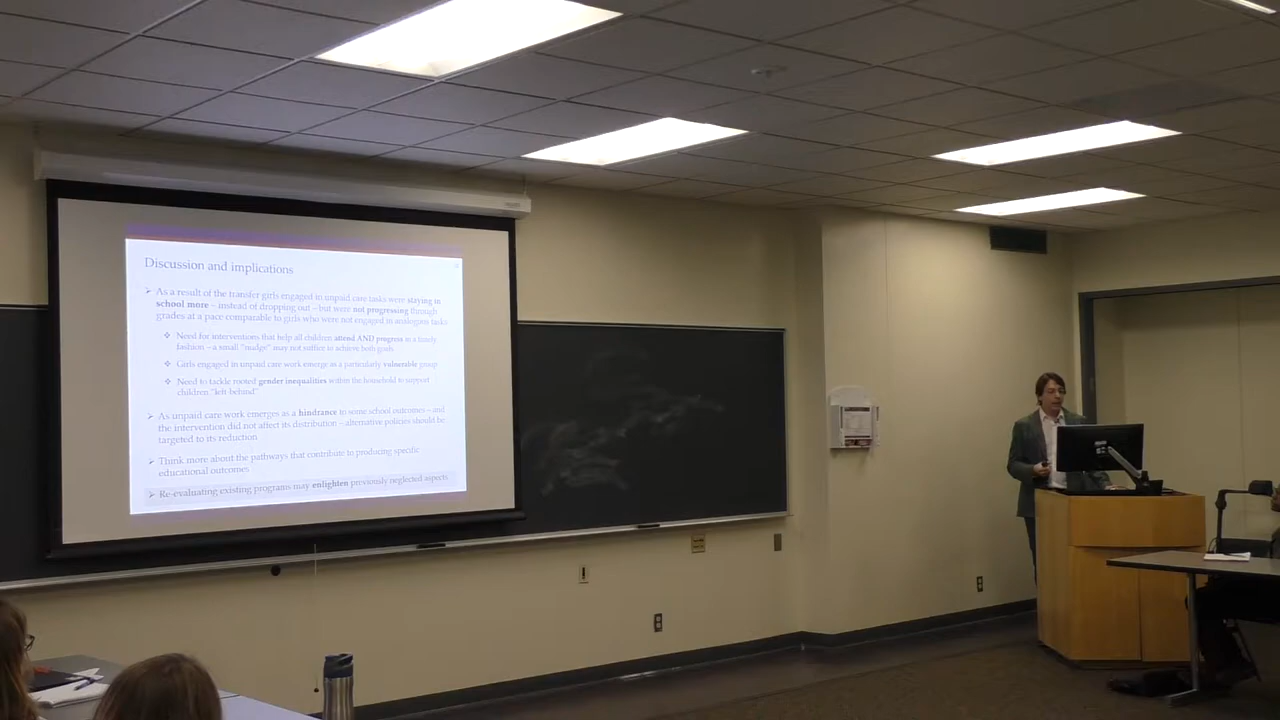 Discussion and implications
➢ As a result of the transfer girls engaged in unpaid care tasks were staying in
school more – instead of dropping out – but were not progressing through
grades at a pace comparable to girls who were not engaged in analogous tasks
❖ Need for interventions that help all children attend AND progress in a timely
fashion – a small "nudge" may not suffice to achieve both goals
❖ Girls engaged in unpaid care work emerge as a particularly vulnerable group
❖ Need to tackle rooted gender inequalities within the household to support
children "left-behind"
➢ As unpaid care work emerges as a hindrance to some school outcomes – and
the intervention did not affect its distribution – alternative policies should be
targeted to its reduction
➢ Think more about the pathways that contribute to producing specific
educational outcomes
➢ Re-evaluating existing programs may enlighten previously neglected aspects